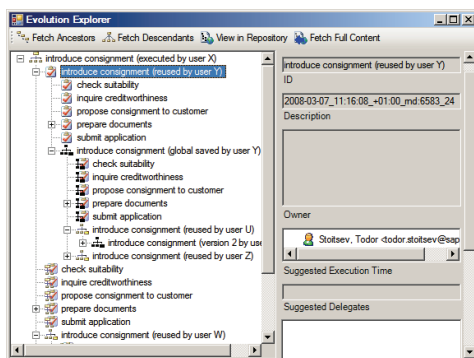 Evolution Explorer
Fetch Ancestors Fetch Descendants View in Repository Fetch Full Content
introduce consignment (executed by user X)
introduce consignment (reused by user Y)
check suitability
inquire creditworthiness
propose consignment to customer
prepare documents
submit application
introduce consignment (global saved by user Y)
check suitability
inquire creditworthiness
propose consignment to customer
prepare documents
submit application
introduce consignment (reused by user U)
introduce consignment (version 2 by use
introduce consignment (reused by user Z)
check suitability
inquire creditworthiness
propose consignment to customer
prepare documents
submit application
introduce consignment (reused by user W)
introduce consignment (reused by user Y)
ID
2008-03-07_11:16:08_+01:00_md:6583_24
Description
Owner
Stoitsev, Todor <todor.stoitsev@sap
Suggested Execution Time
Suggested Delegates